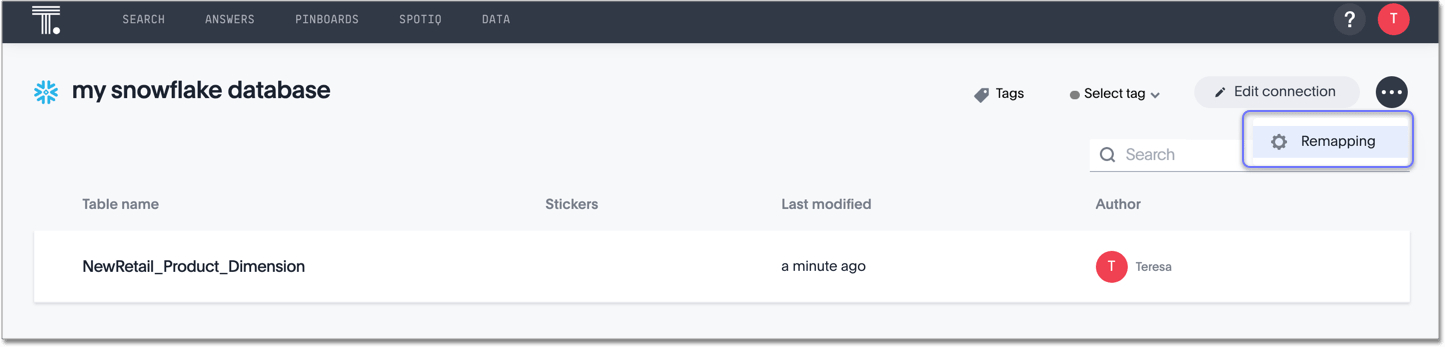 T. SEARCH ANSWERS PINBOARDS SPOTIQ DATA ? T
my snowflake database Tags Select tag Edit connection
Remapping
Search
Table name Stickers Last modified Author
NewRetail_Product_Dimension a minute ago T Teresa